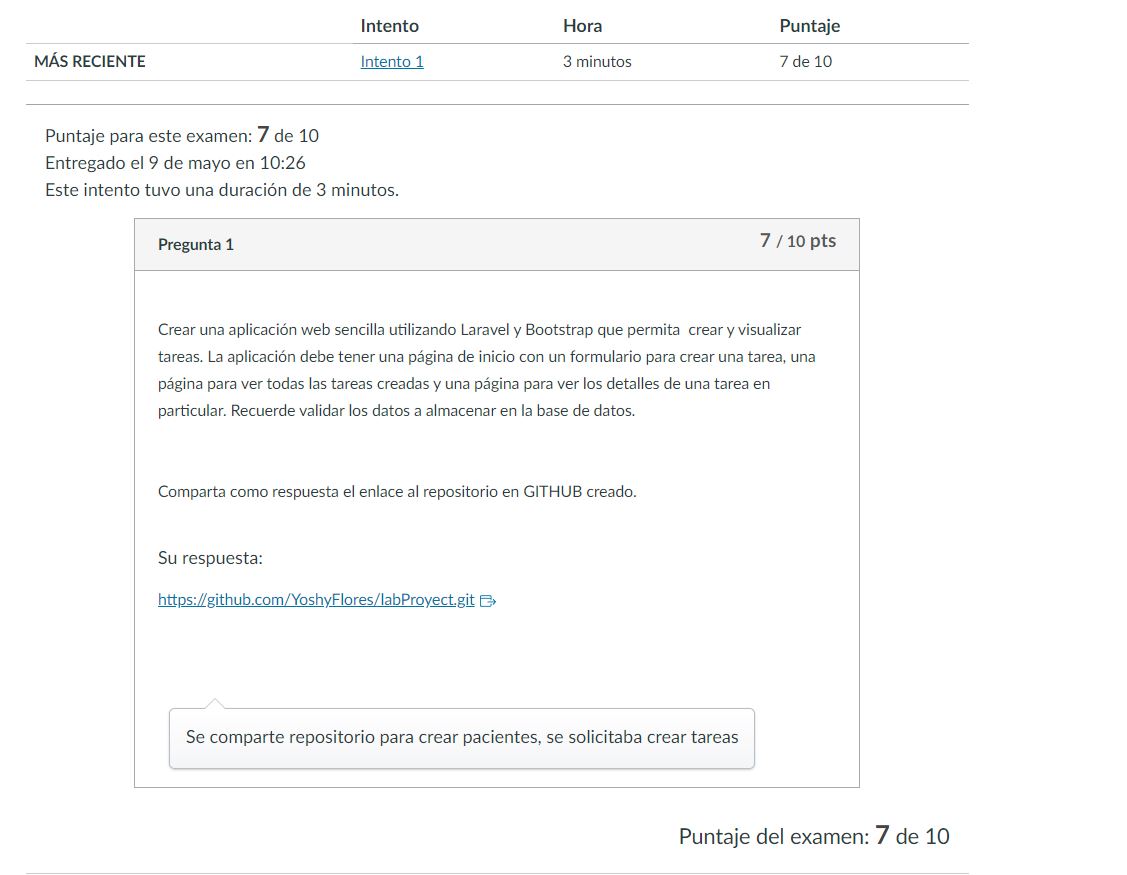 Intento Hora Puntaje
MÁS RECIENTE Intento 1 3 minutos 7 de 10
Puntaje para este examen: 7 de 10
Entregado el 9 de mayo en 10:26
Este intento tuvo una duración de 3 minutos.
Pregunta 1 7 / 10 pts
Crear una aplicación web sencilla utilizando Laravel y Bootstrap que permita crear y visualizar
tareas. La aplicación debe tener una página de inicio con un formulario para crear una tarea, una
página para ver todas las tareas creadas y una página para ver los detalles de una tarea en
particular. Recuerde validar los datos a almacenar en la base de datos.
Comparta como respuesta el enlace al repositorio en GITHUB creado.
Su respuesta:
https://github.com/YoshyFlores/labProyect.git
Se comparte repositorio para crear pacientes, se solicitaba crear tareas
Puntaje del examen: 7 de 10